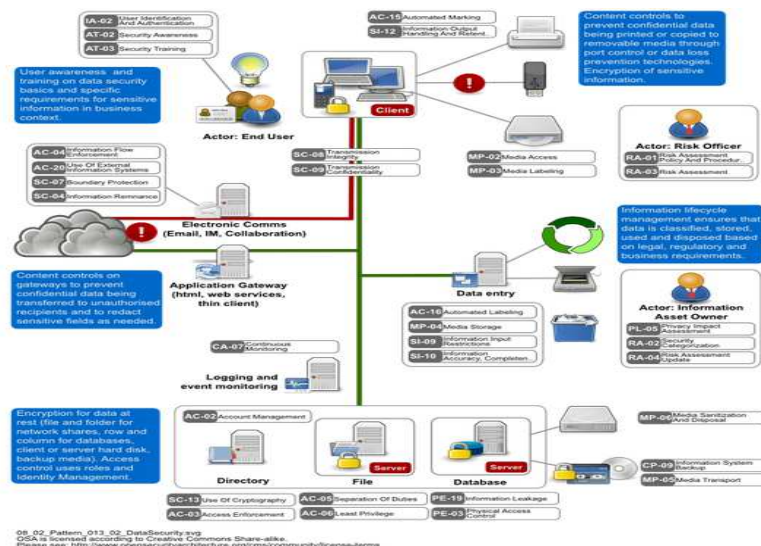 IA-02 User Identification
And Authentication
AT-02 Security Awareness
AT-03 Security Training
User awareness and
training on data security
basics and specific
requirements for sensitive
information in business
context.
Actor: End User
AC-15 Automated Marking
SI-12 Information Output
Handling And Retent...
Client
Content controls to
prevent confidential data
being printed or copied to
removable media through
port control or data loss
prevention technologies.
Encryption of sensitive
information.
AC-04 Information Flow
Enforcement
AC-20 Use Of External
Information Systems
SC-07 Boundary Protection
SC-04 Information Remnance
SC-08 Transmission
Integrity
SC-09 Transmission
Confidentiality
MP-02 Media Access
MP-03 Media Labeling
Actor: Risk Officer
RA-01 Risk Assessment
Policy And Procedur...
RA-03 Risk Assessment
Electronic Comms
(Email, IM, Collaboration)
Information lifecycle
management ensures that
data is classified, stored,
used and disposed based
on legal, regulatory and
business requirements.
Content controls on
gateways to prevent
confidential data being
transferred to unauthorised
recipients and to redact
sensitive fields as needed.
Application Gateway
(html, web services,
thin client)
Data entry
AC-16 Automated Labeling
MP-04 Media Storage
SI-09 Information Input
Restrictions
SI-10 Information
Accuracy, Completen...
Actor: Information
Asset Owner
PL-05 Privacy Impact
Assessment
RA-02 Security
Categorization
RA-04 Risk Assessment
Update
CA-07 Continuous
Monitoring
Logging and
event monitoring
Encryption for data at
rest (file and folder for
network shares, row and
column for databases,
client or server hard disk,
backup media). Access
control uses roles and
Identity Management.
AC-02 Account Management
Directory
Server
File
Server
Database
MP-06 Media Sanitization
And Disposal
CP-09 Information System
Backup
MP-05 Media Transport
SC-13 Use Of Cryptography
AC-05 Separation Of Duties
PE-19 Information Leakage
AC-03 Access Enforcement
AC-06 Least Privilege
PE-03 Physical Access
Control
08_02_Pattern_013_02_DataSecurity.svg
OSA is licensed according to Creative Commons Share-alike.
Please see: http://www.opensecurityarchitecture.org/cms/community/license-terms